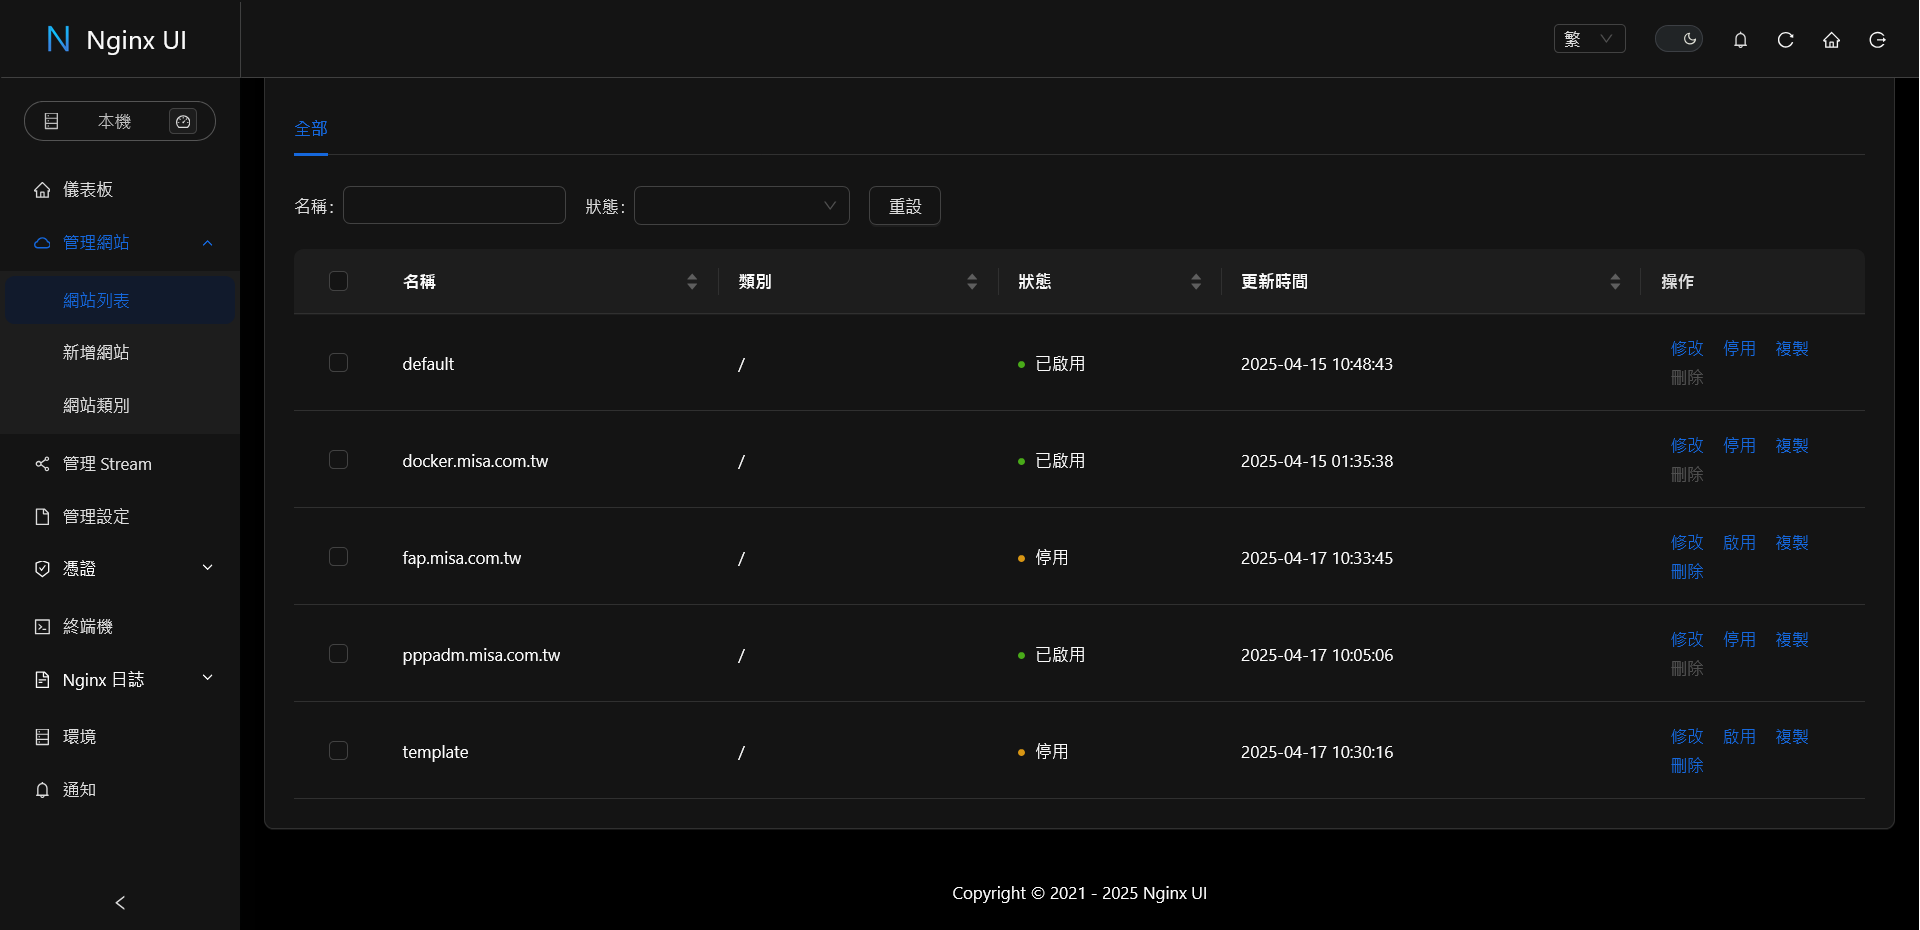 Nginx UI
繁
本機
儀表板
管理網站
網站列表
新增網站
網站類別
管理 Stream
管理設定
憑證
終端機
Nginx 日誌
環境
通知
全部
名稱:
狀態:
重設
名稱 類別 狀態 更新時間 操作
default / 已啟用 2025-04-15 10:48:43 修改 停用 複製
刪除
docker.misa.com.tw / 已啟用 2025-04-15 01:35:38 修改 停用 複製
刪除
fap.misa.com.tw / 停用 2025-04-17 10:33:45 修改 啟用 複製
刪除
pppadm.misa.com.tw / 已啟用 2025-04-17 10:05:06 修改 停用 複製
刪除
template / 停用 2025-04-17 10:30:16 修改 啟用 複製
刪除
Copyright © 2021 - 2025 Nginx UI